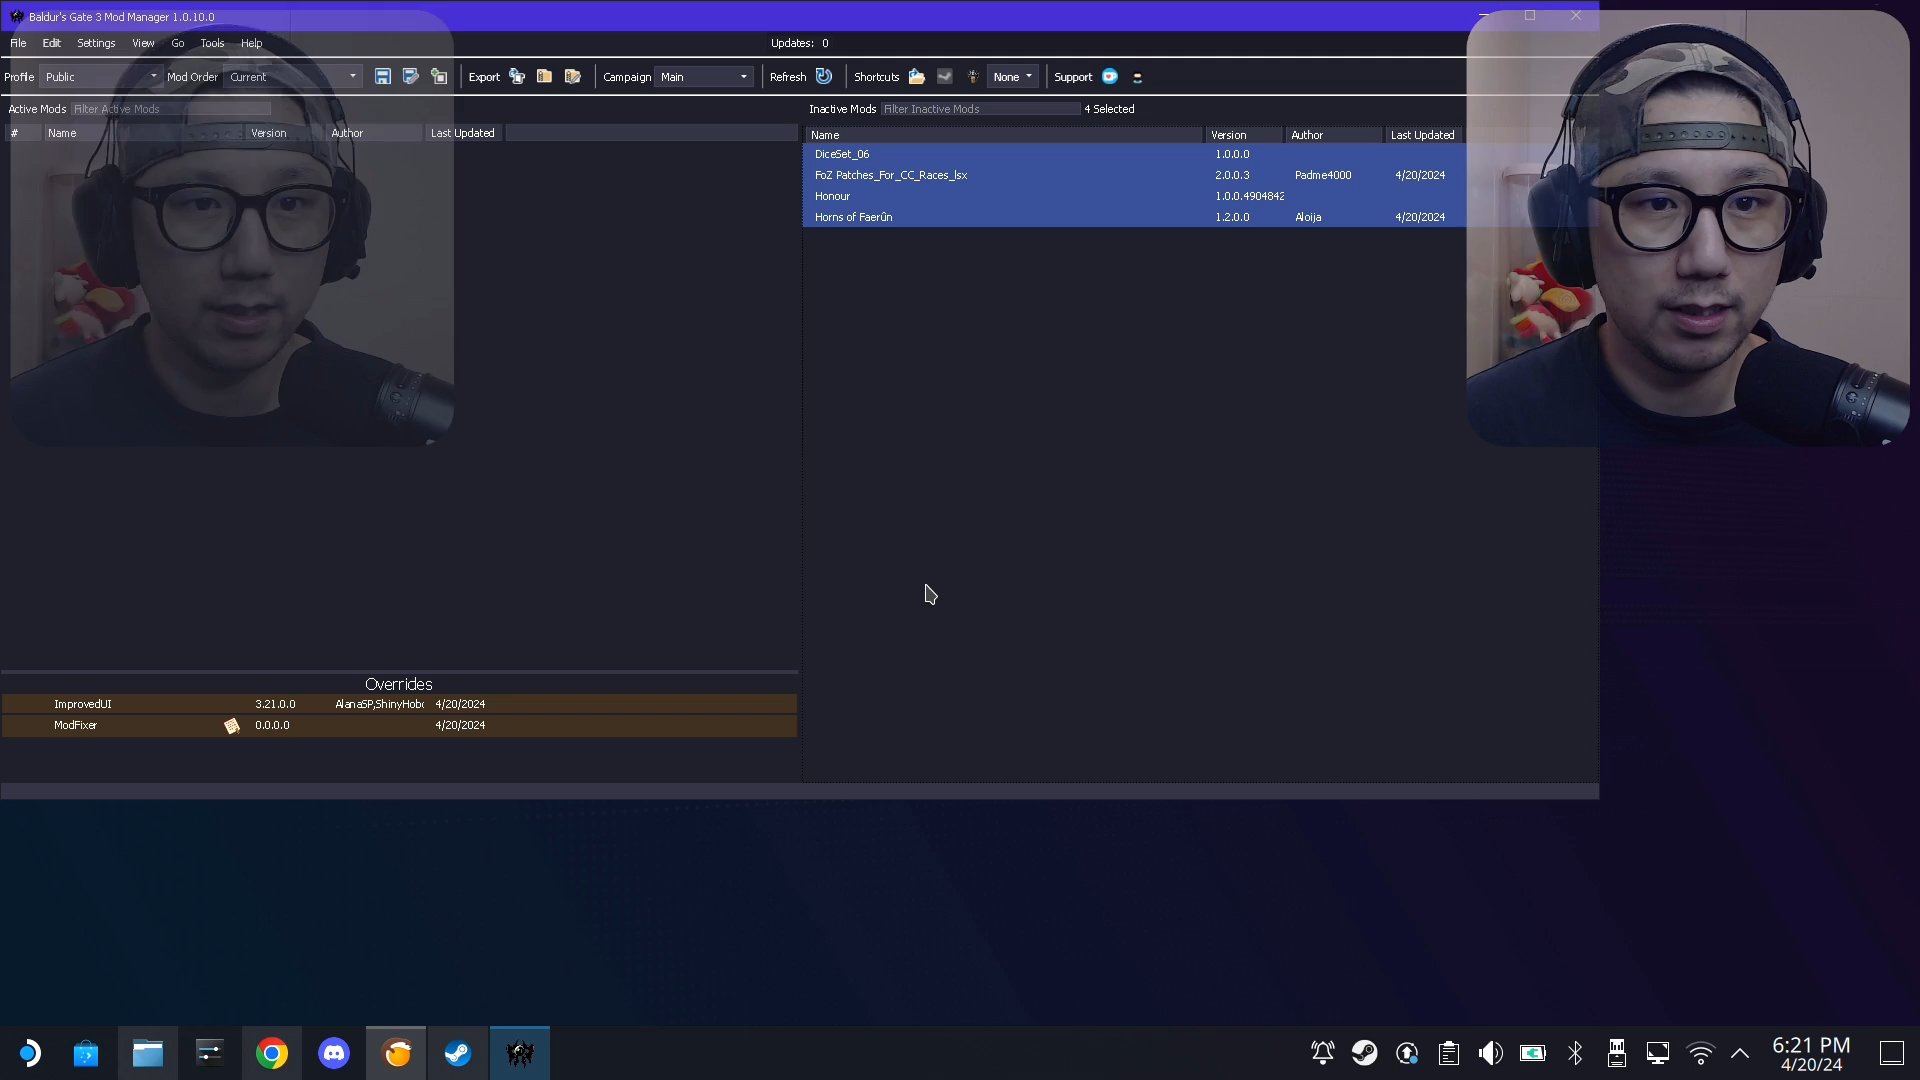 Baldur's Gate 3 Mod Manager 1.0.10.0
File Edit Settings View Go Tools Help Updates: 0
Profile Public Mod Order Current Export Campaign Main Refresh Shortcuts None Support
Active Mods Filter Active Mods
Inactive Mods Filter Inactive Mods 4 Selected
# Name Version Author Last Updated
Name Version Author Last Updated
DiceSet_06 1.0.0.0
FoZ Patches_For_CC_Races_lsx 2.0.0.3 Padme4000 4/20/2024
Honour 1.0.0.4904842
Horns of Faerûn 1.2.0.0 Aloija 4/20/2024
Overrides
ImprovedUI 3.21.0.0 AlanaSP,ShinyHobo 4/20/2024
ModFixer 0.0.0.0 4/20/2024
6:21 PM
4/20/24